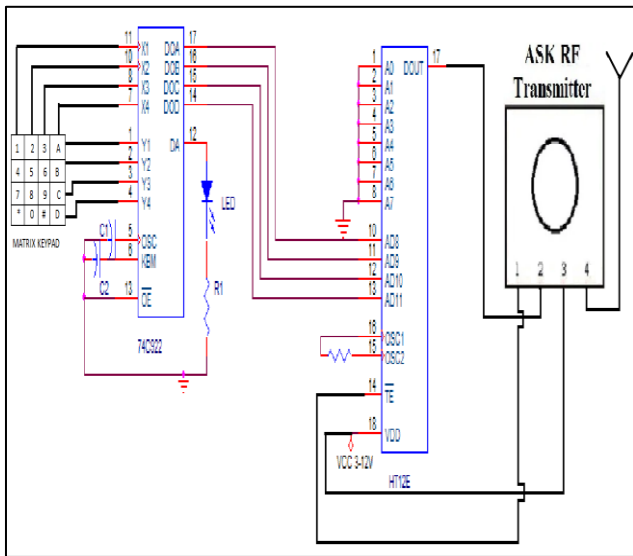 11 X1 DOA 17
10 X2 DOB 16
8 X3 DOC 15
7 X4 DOD 14
1 Y1 DA 12
2 Y2
3 Y3
4 Y4
5 OSC
6 KBM
13 OE
74C922
1 2 3 A
4 5 6 B
7 8 9 C
* 0 # D
MATRIX KEYPAD
C1
C2
LED
R1
1 A0 DOUT 17
2 A1
3 A2
4 A3
5 A4
6 A5
7 A6
8 A7
10 AD8
11 AD9
12 AD10
13 AD11
16 OSC1
15 OSC2
14 TE
18 VDD
VCC 3-12V
HT12E
ASK RF
Transmitter
1 2 3 4